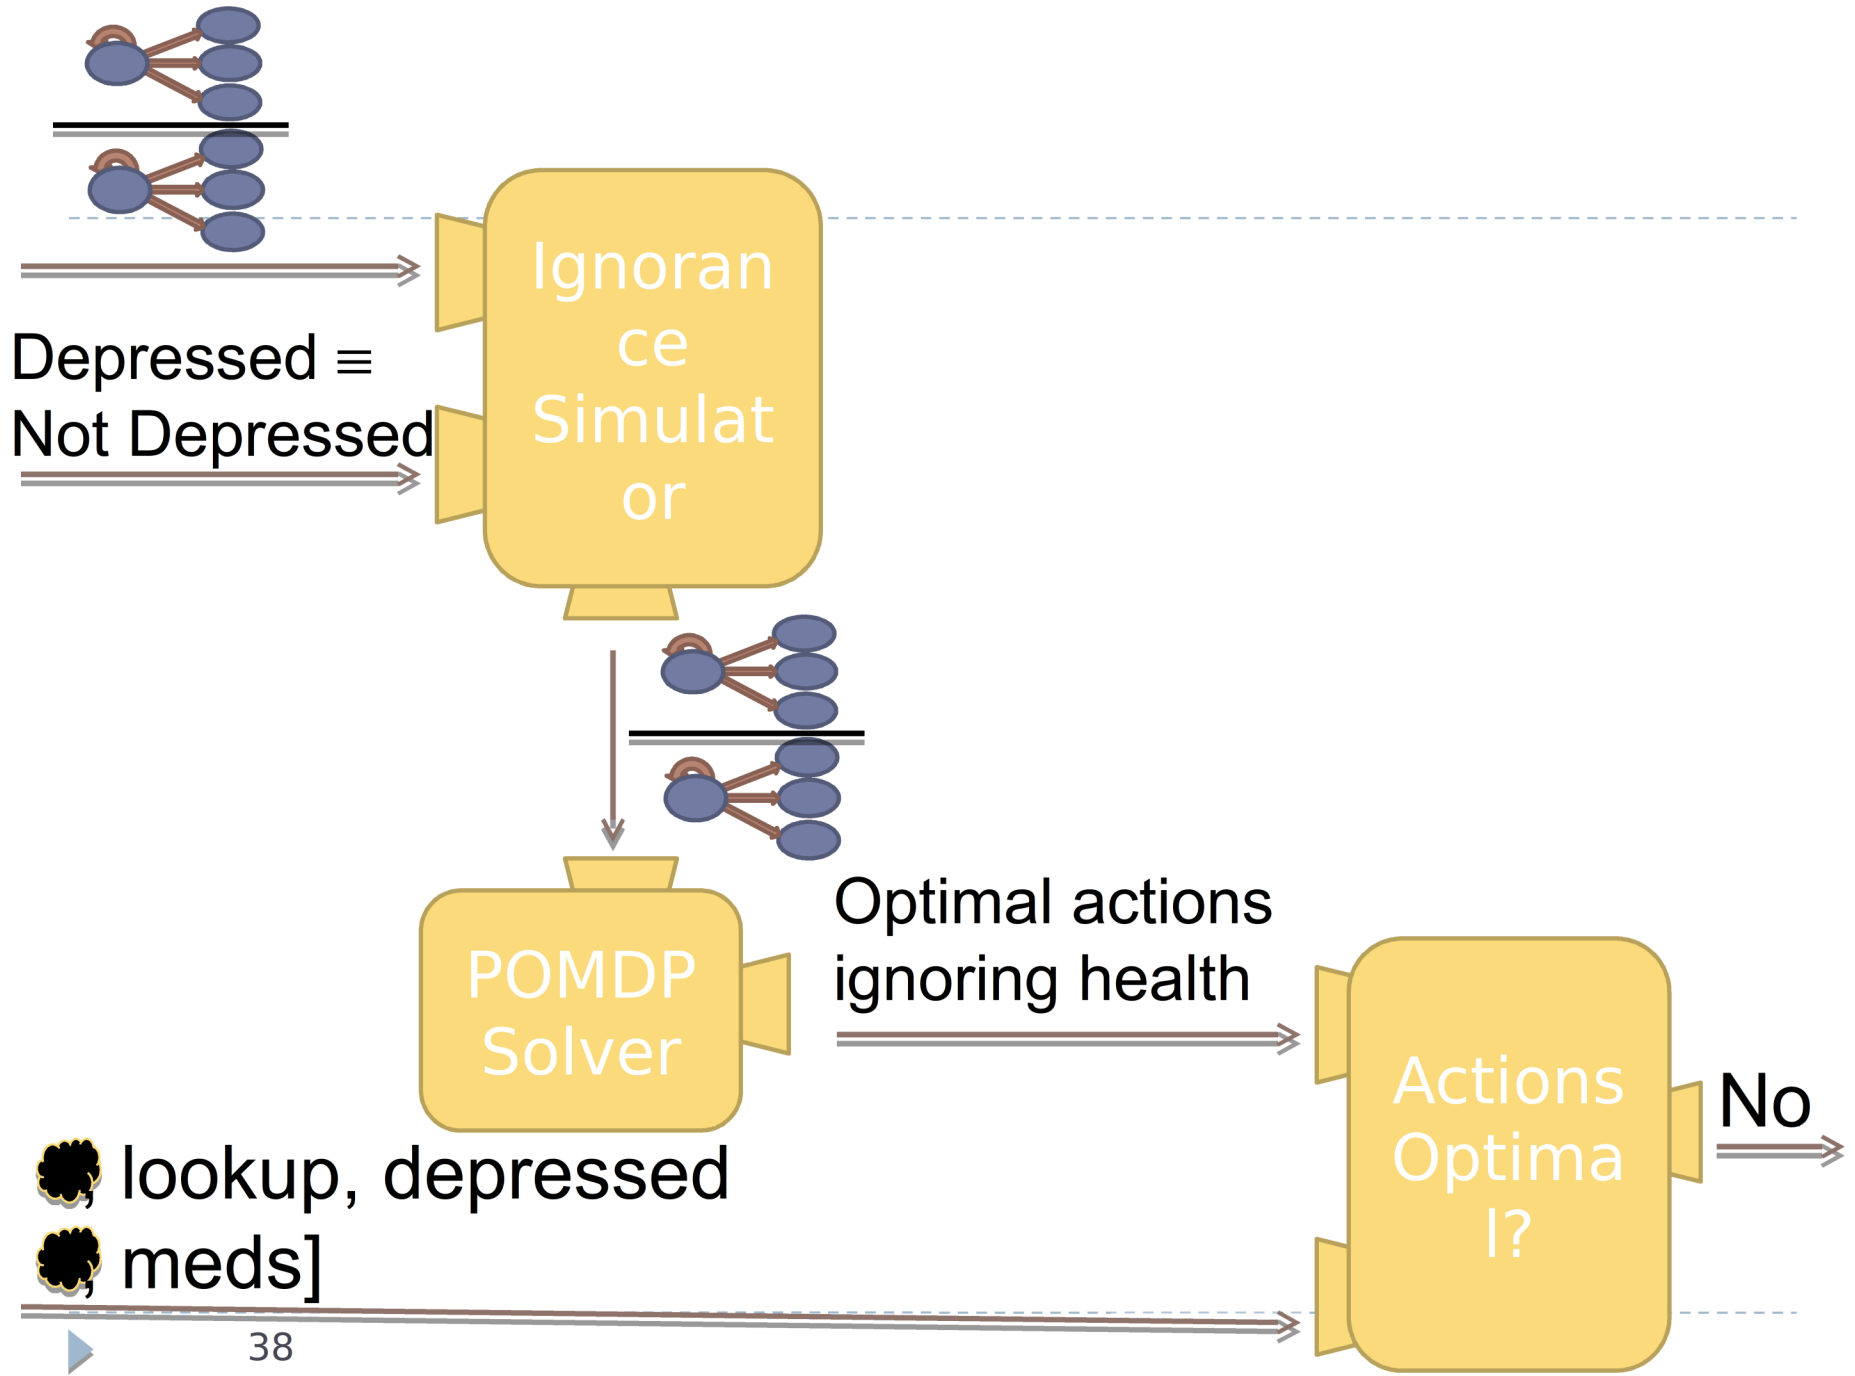 Ignoran
ce
Simulat
or
Depressed ≡
Not Depressed
Optimal actions
ignoring health
POMDP
Solver
Actions
Optima
l?
No
, lookup, depressed
, meds]
38